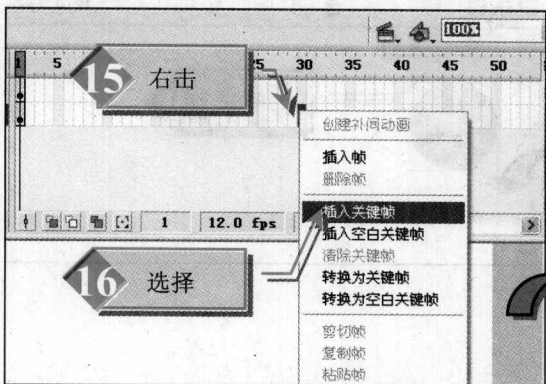 100%
1 5 25 30 35 40 45 50
15 右击
创建补间动画
插入帧
删除帧
插入关键帧
1 12.0 fps
插入空白关键帧
清除关键帧
16 选择
转换为关键帧
转换为空白关键帧
剪切帧
复制帧
粘贴帧